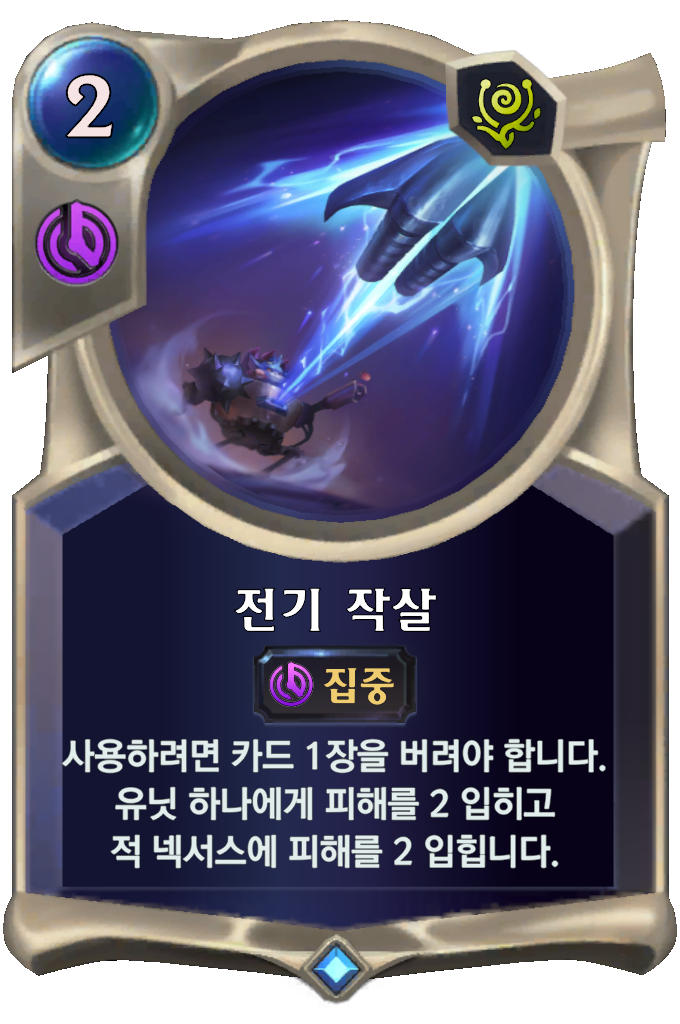 2
전기 작살
집중
사용하려면 카드 1장을 버려야 합니다.
유닛 하나에게 피해를 2 입히고
적 넥서스에 피해를 2 입힙니다.